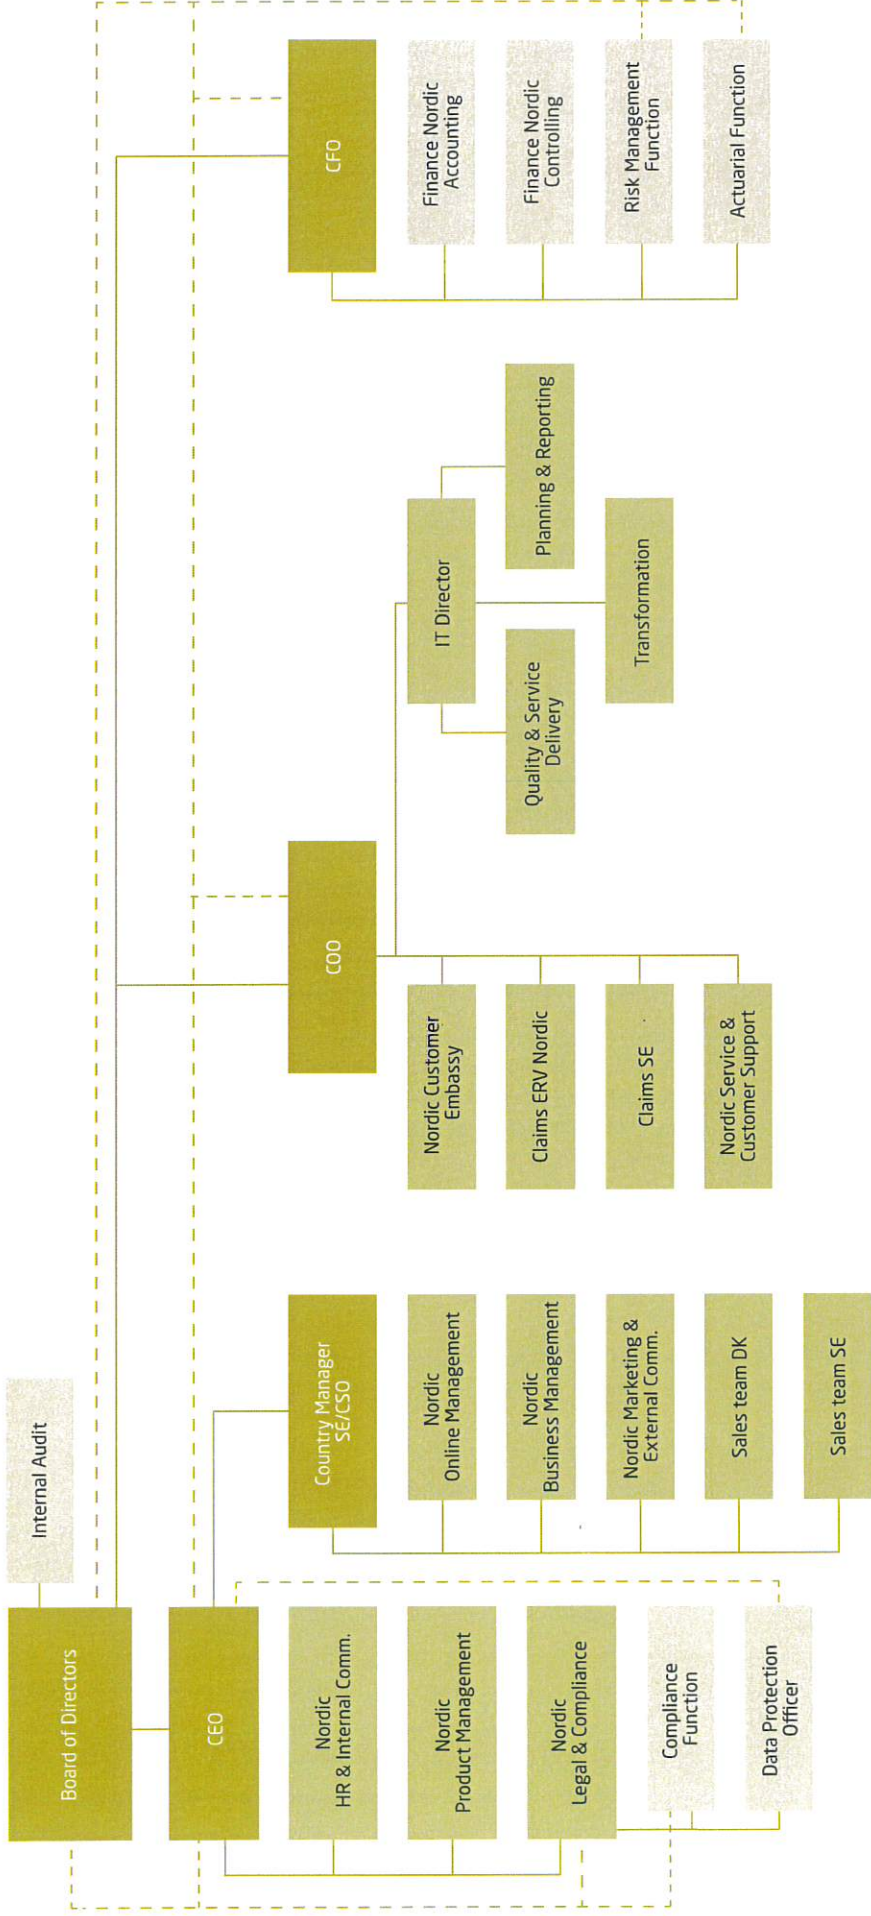 Internal Audit
Board of Directors
CEO
Nordic
HR & Internal Comm.
Nordic
Product Management
Nordic
Legal & Compliance
Compliance
Function
Data Protection
Officer
Country Manager
SE/CSO
Nordic
Online Management
Nordic
Business Management
Nordic Marketing &
External Comm.
Sales team DK
Sales team SE
COO
Nordic Customer
Embassy
Claims ERV Nordic
Claims SE
Nordic Service &
Customer Support
IT Director
Quality & Service
Delivery
Planning & Reporting
Transformation
CFO
Finance Nordic
Accounting
Finance Nordic
Controlling
Risk Management
Function
Actuarial Function